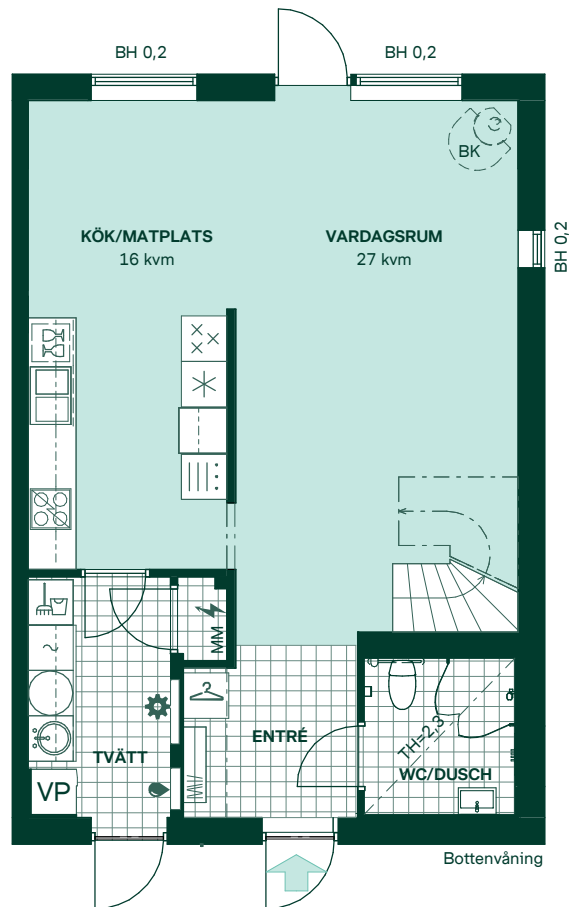 BH 0,2
BH 0,2
BK
BH 0,2
KÖK/MATPLATS
16 kvm
VARDAGSRUM
27 kvm
MM
ENTRÉ
TVÄTT
TH=2,3
WC/DUSCH
VP
Bottenvåning